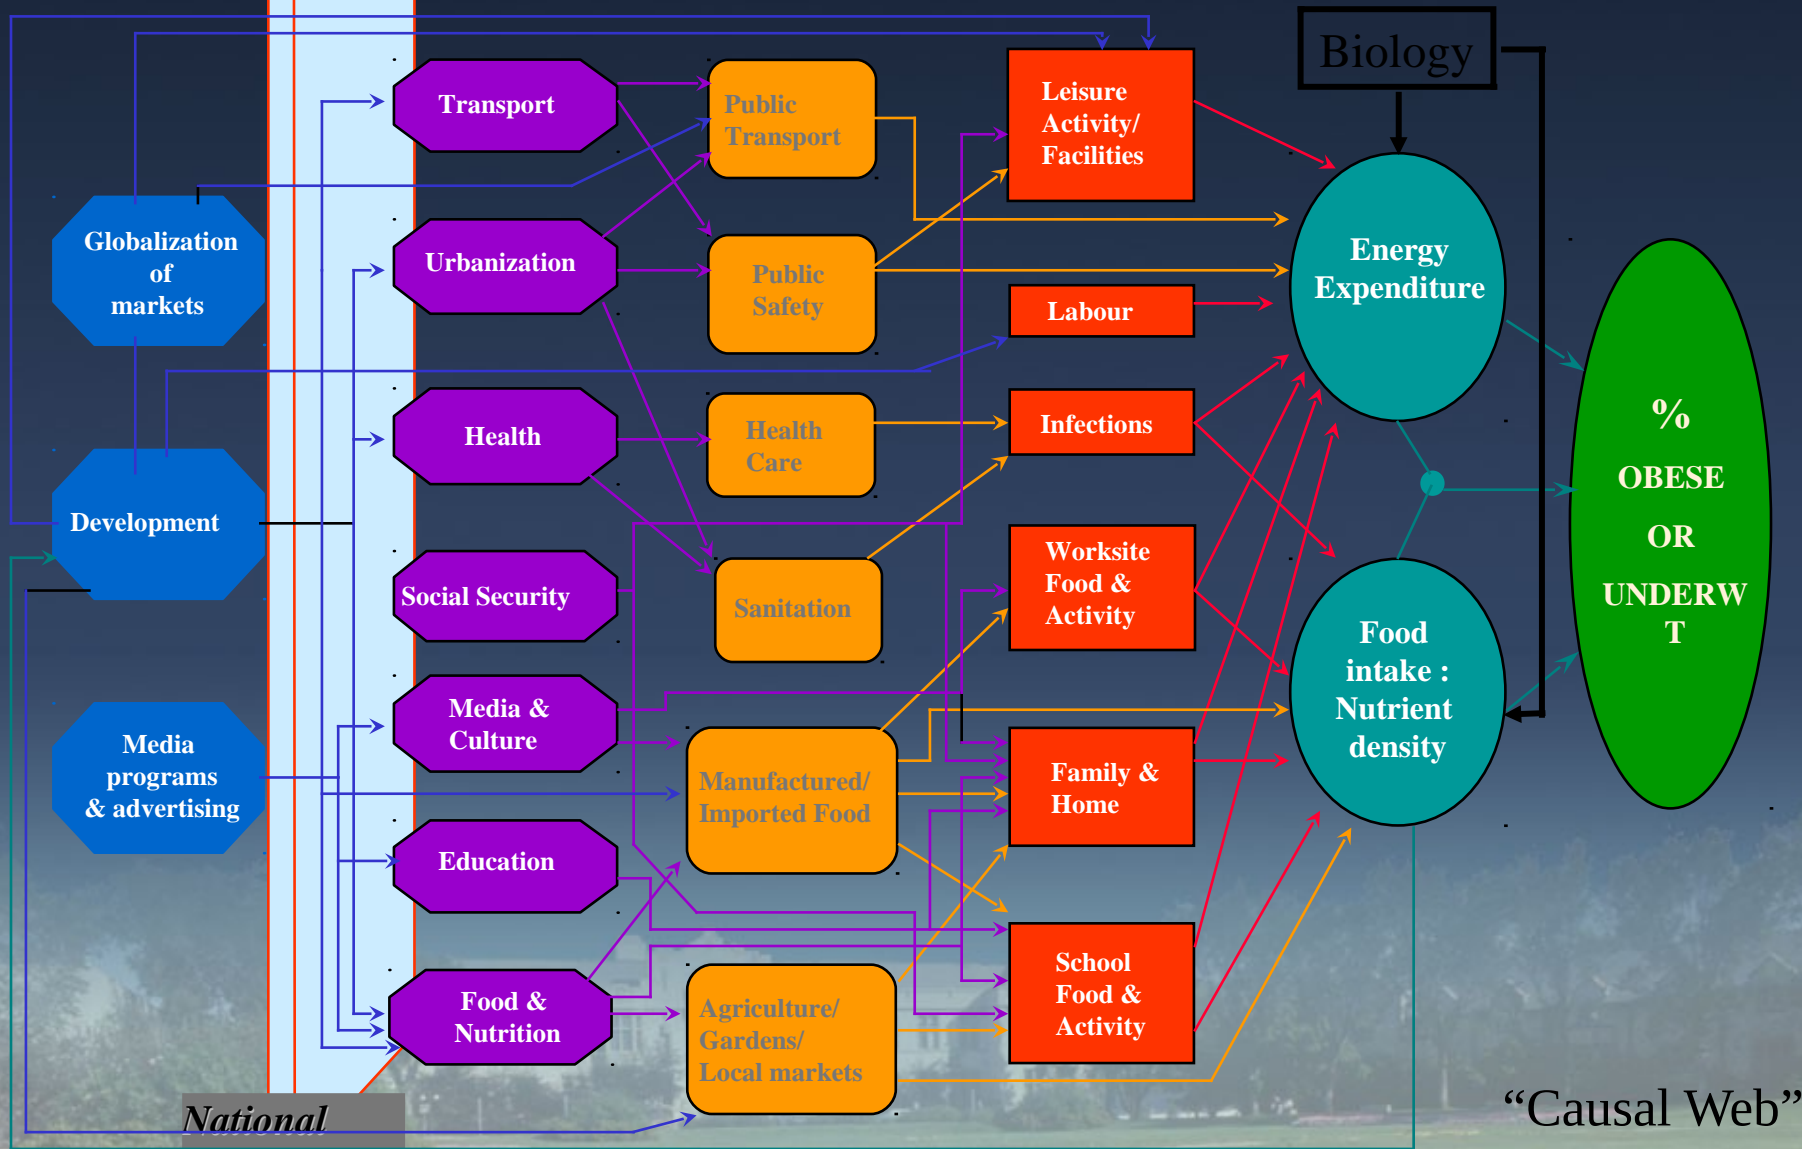 Biology
Transport
Public
Transport
Leisure
Activity/
Facilities
Globalization
of
markets
Urbanization
Public
Safety
Labour
Energy
Expenditure
Health
Health
Care
Infections
Development
Social Security
Sanitation
Worksite
Food &
Activity
%
OBESE
OR
UNDERW
T
Food
intake :
Nutrient
density
Media
programs
& advertising
Media &
Culture
Manufactured/
Imported Food
Family &
Home
Education
Food &
Nutrition
Agriculture/
Gardens/
Local markets
School
Food &
Activity
National
“Causal Web”